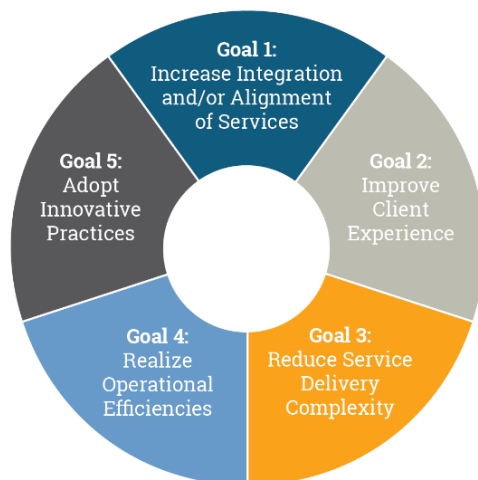 Goal 1:
Increase Integration
and/or Alignment
of Services
Goal 2:
Improve
Client
Experience
Goal 3:
Reduce Service
Delivery
Complexity
Goal 4:
Realize
Operational
Efficiencies
Goal 5:
Adopt
Innovative
Practices